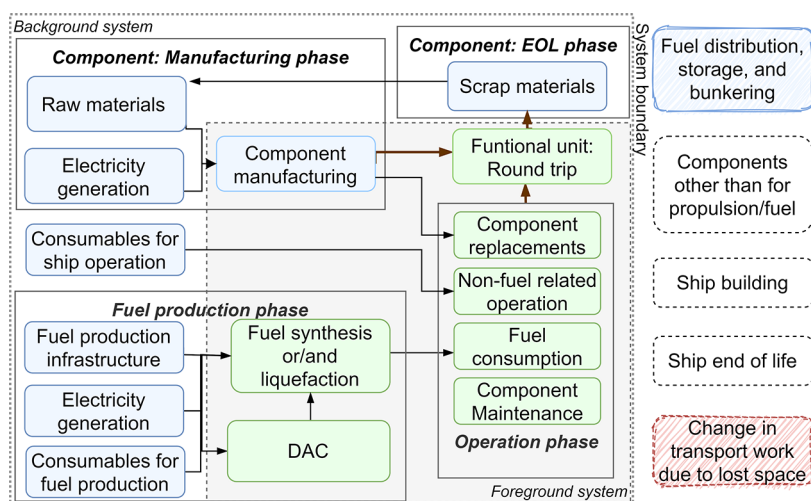 Background system
Component: Manufacturing phase
Raw materials
Electricity
generation
Component
manufacturing
Component: EOL phase
Scrap materials
System boundary
Funtional unit:
Round trip
Consumables for
ship operation
Component
replacements
Non-fuel related
operation
Fuel
consumption
Component
Maintenance
Operation phase
Fuel production phase
Fuel production
infrastructure
Electricity
generation
Consumables for
fuel production
Fuel synthesis
or/and
liquefaction
DAC
Foreground system
Fuel distribution,
storage, and
bunkering
Components
other than for
propulsion/fuel
Ship building
Ship end of life
Change in
transport work
due to lost space